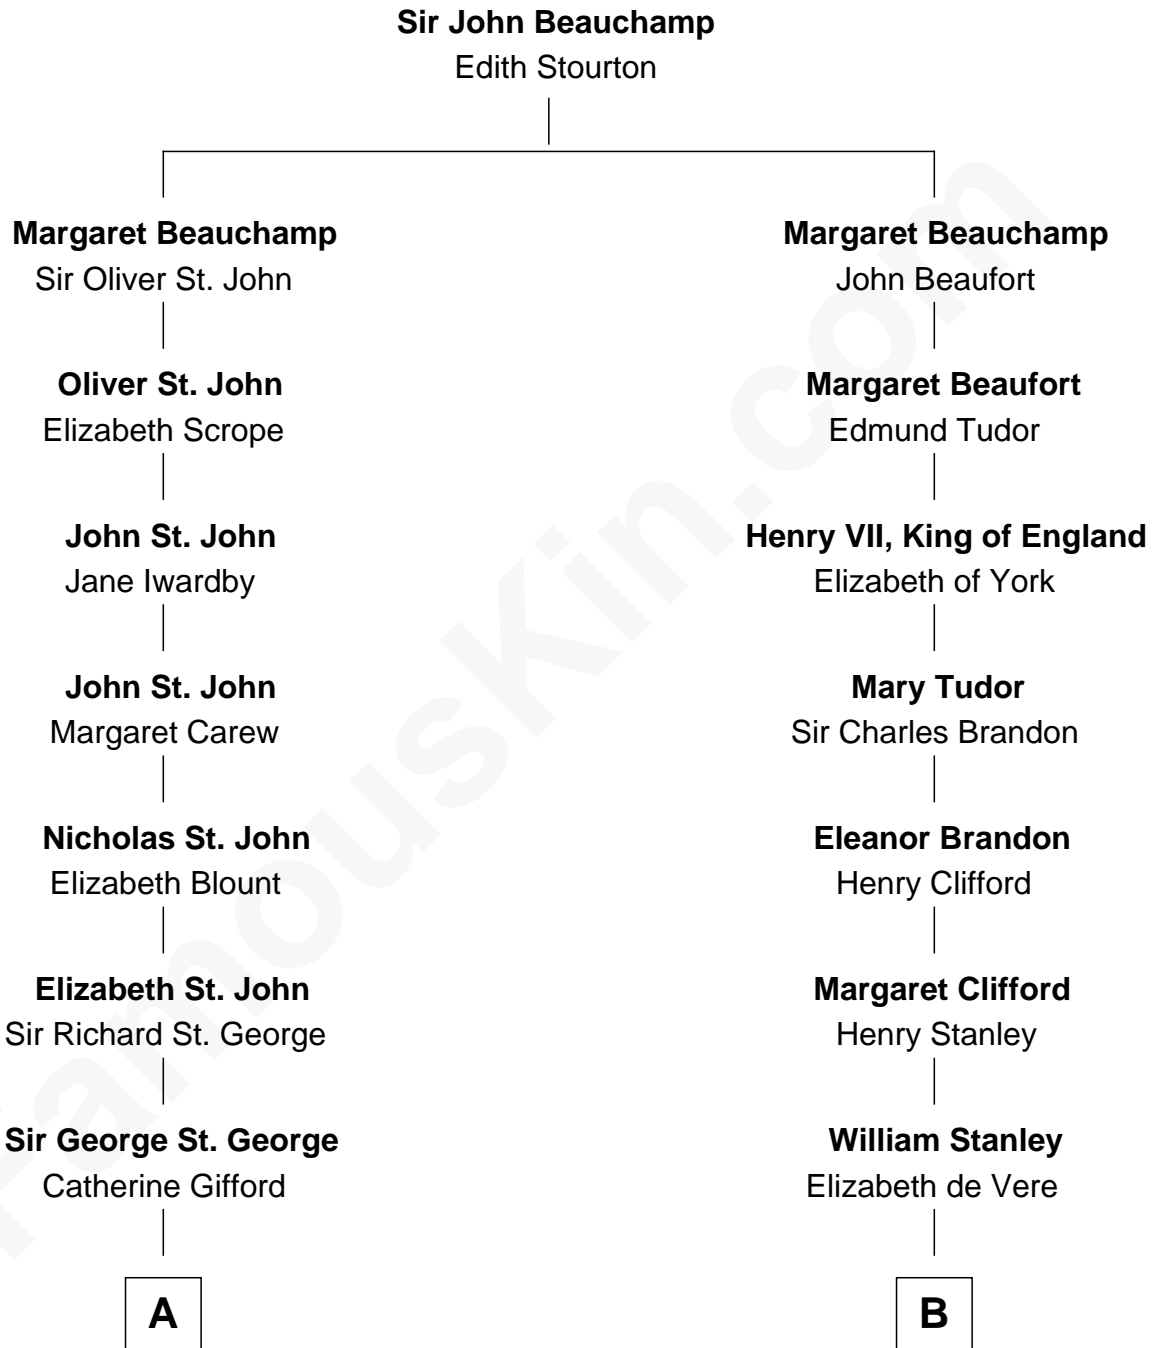 Sir John Beauchamp
Edith Stourton
Margaret Beauchamp
Sir Oliver St. John
Margaret Beauchamp
John Beaufort
Oliver St. John
Elizabeth Scrope
Margaret Beaufort
Edmund Tudor
John St. John
Jane Iwardby
Henry VII, King of England
Elizabeth of York
John St. John
Margaret Carew
Mary Tudor
Sir Charles Brandon
Nicholas St. John
Elizabeth Blount
Eleanor Brandon
Henry Clifford
Elizabeth St. John
Sir Richard St. George
Margaret Clifford
Henry Stanley
Sir George St. George
Catherine Gifford
William Stanley
Elizabeth de Vere
A
B
FamousKin.com